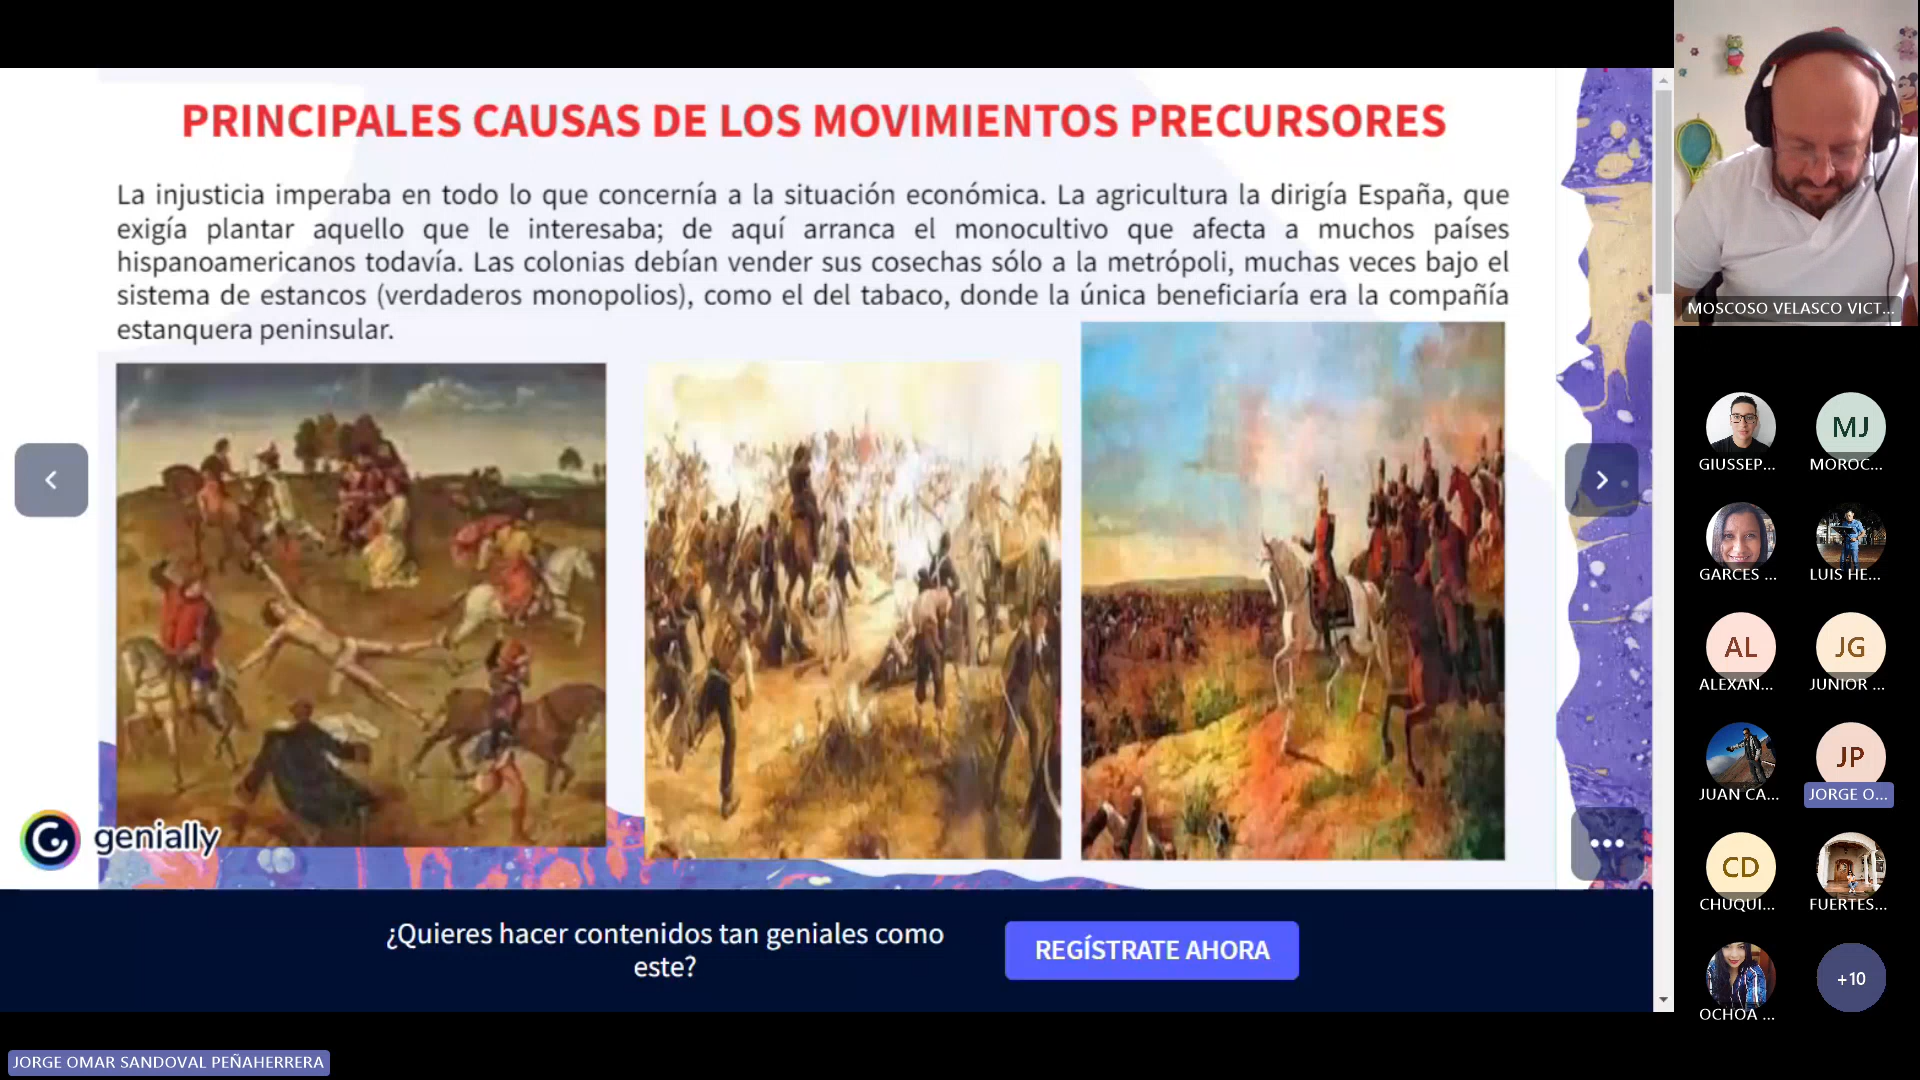 PRINCIPALES CAUSAS DE LOS MOVIMIENTOS PRECURSORES
La injusticia imperaba en todo lo que concernía a la situación económica. La agricultura la dirigía España, que
exigía plantar aquello que le interesaba; de aquí arranca el monocultivo que afecta a muchos países
hispanoamericanos todavía. Las colonias debían vender sus cosechas sólo a la metrópoli, muchas veces bajo el
sistema de estancos (verdaderos monopolios), como el del tabaco, donde la única beneficiaría era la compañía
estanquera peninsular.
genially
¿Quieres hacer contenidos tan geniales como
este?
REGÍSTRATE AHORA
JORGE OMAR SANDOVAL PEÑAHERRERA
MOSCOSO VELASCO VICT...
GIUSSEP...
MJ
MOROC...
GARCES ...
LUIS HE...
AL
ALEXAN...
JG
JUNIOR ...
JUAN CA...
JP
JORGE O...
CD
CHUQUI...
FUERTES...
OCHOA ...
+10